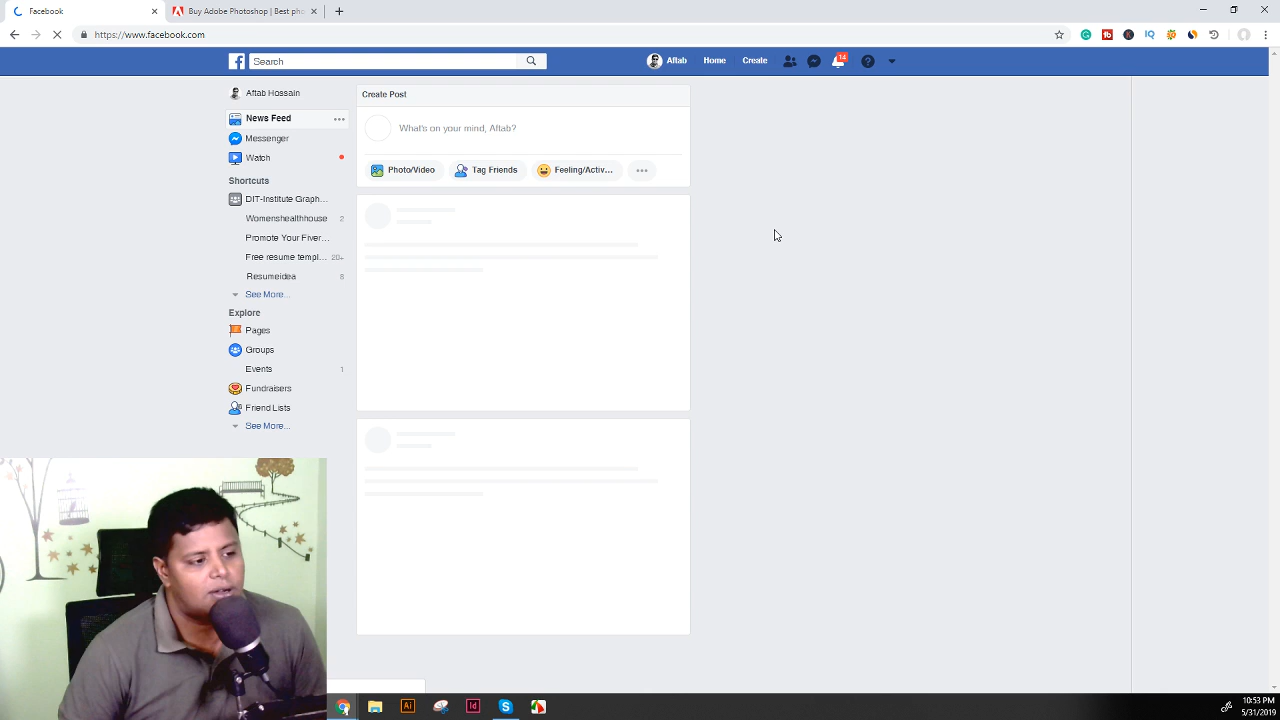 Facebook
Buy Adobe Photoshop | Best pho
https://www.facebook.com
Search
Aftab
Home
Create
14
Aftab Hossain
News Feed
Messenger
Watch
Shortcuts
DIT-Institute Graph...
Womenshealthhouse 2
Promote Your Fiver...
Free resume templ... 20+
Resumeidea 8
See More...
Explore
Pages
Groups
Events 1
Fundraisers
Friend Lists
See More...
Create Post
What's on your mind, Aftab?
Photo/Video
Tag Friends
Feeling/Activ...
IQ
Ai
Id
S
10:53 PM
5/31/2019